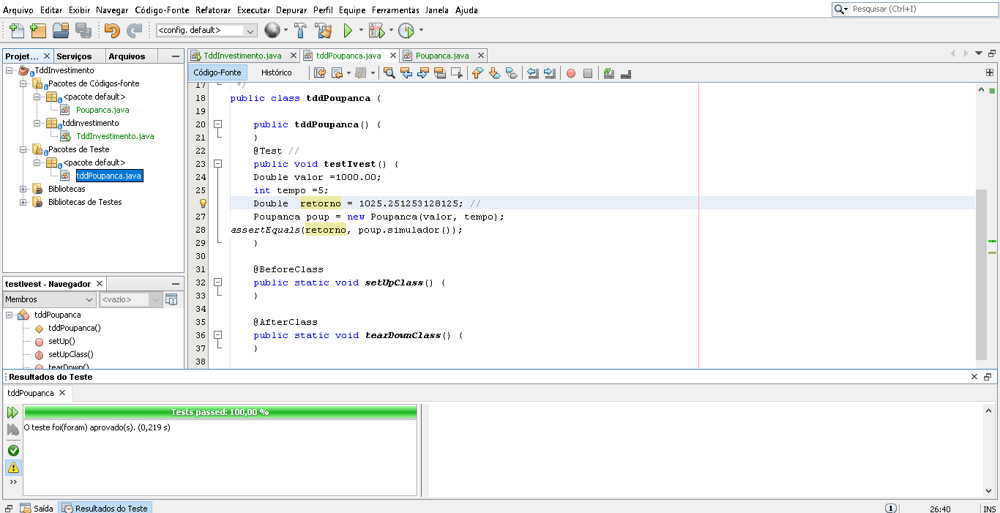 Arquivo Editar Exibir Navegar Código-Fonte Refatorar Executar Depurar Perfil Equipe Ferramentas Janela Ajuda
Pesquisar (Ctrl+I)
<config. default>
Projet... Serviços Arquivos
TddInvestimento
Pacotes de Códigos-fonte
<pacote default>
Poupanca.java
tddinvestimento
TddInvestimento.java
Pacotes de Teste
<pacote default>
tddPoupanca.java
Bibliotecas
Bibliotecas de Testes
testIvest - Navegador
Membros <vazio>
tddPoupanca
tddPoupanca()
setUp()
setUpClass()
tearDown()
TddInvestimento.java tddPoupanca.java Poupanca.java
Código-Fonte Histórico
17 */
18 public class tddPoupanca {
19
20 public tddPoupanca() {
21 }
22 @Test //
23 public void testIvest() {
24 Double valor =1000.00;
25 int tempo =5;
Double retorno = 1025.251253128125; //
27 Poupanca poup = new Poupanca(valor, tempo);
28 assertEquals(retorno, poup.simulador());
29 }
30
31 @BeforeClass
32 public static void setUpClass() {
33 }
34
35 @AfterClass
36 public static void tearDownClass() {
37 }
38
Resultados do Teste
tddPoupanca
Tests passed: 100,00 %
O teste foi(foram) aprovado(s). (0,219 s)
Saída Resultados do Teste
1 26:40 INS